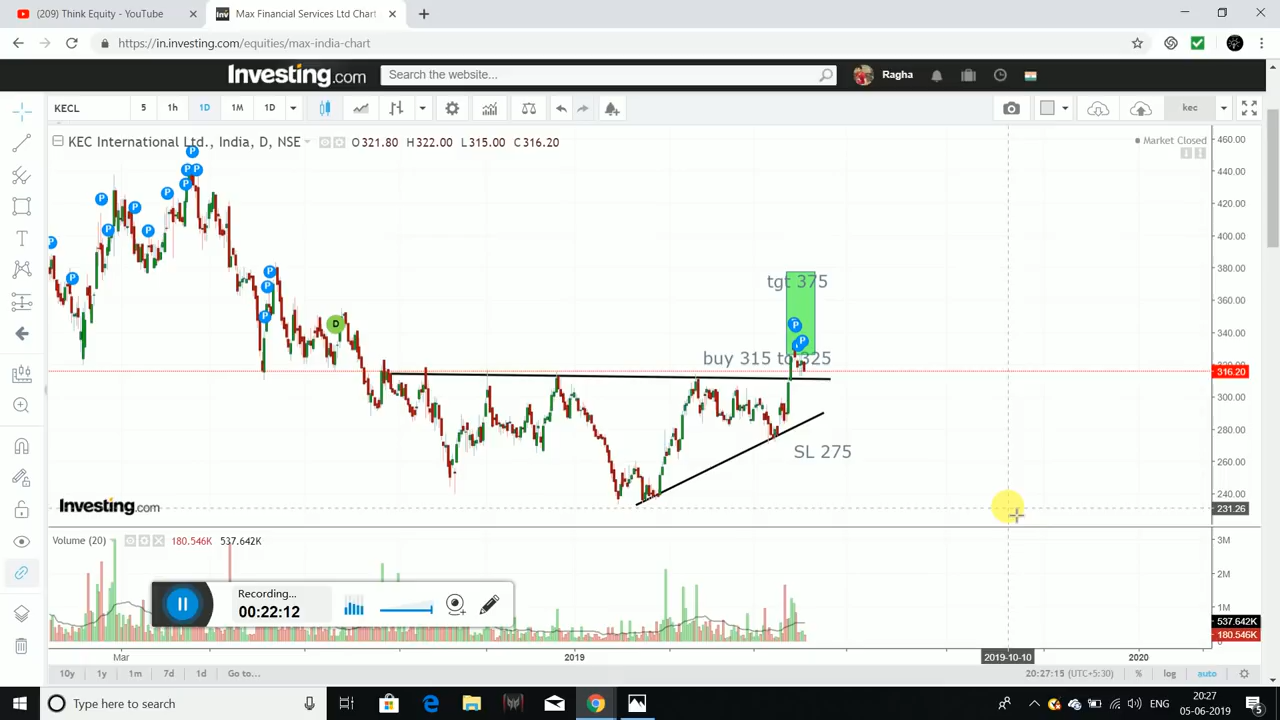 (209) Think Equity - YouTube
Max Financial Services Ltd Chart
https://in.investing.com/equities/max-india-chart
Investing.com
Search the website...
Ragha
KECL
5
1h
1D
1M
1D
kec
KEC International Ltd., India, D, NSE
O 321.80 H 322.00 L 315.00 C 316.20
Market Closed
460.00
440.00
420.00
400.00
380.00
360.00
340.00
320.00
316.20
300.00
280.00
260.00
240.00
231.26
P
P
P
P
P
P
P
P
P
P
P
P
P
P
D
P
P
tgt 375
buy 315 to 325
SL 275
Investing.com
Volume (20)
180.546K 537.642K
3M
2M
1M
537.642K
180.546K
Recording...
00:22:12
Mar
2019
2019-10-10
2020
10y
1y
1m
7d
1d
Go to...
20:27:15 (UTC+5:30)
%
log
auto
Type here to search
ENG
20:27
05-06-2019
5